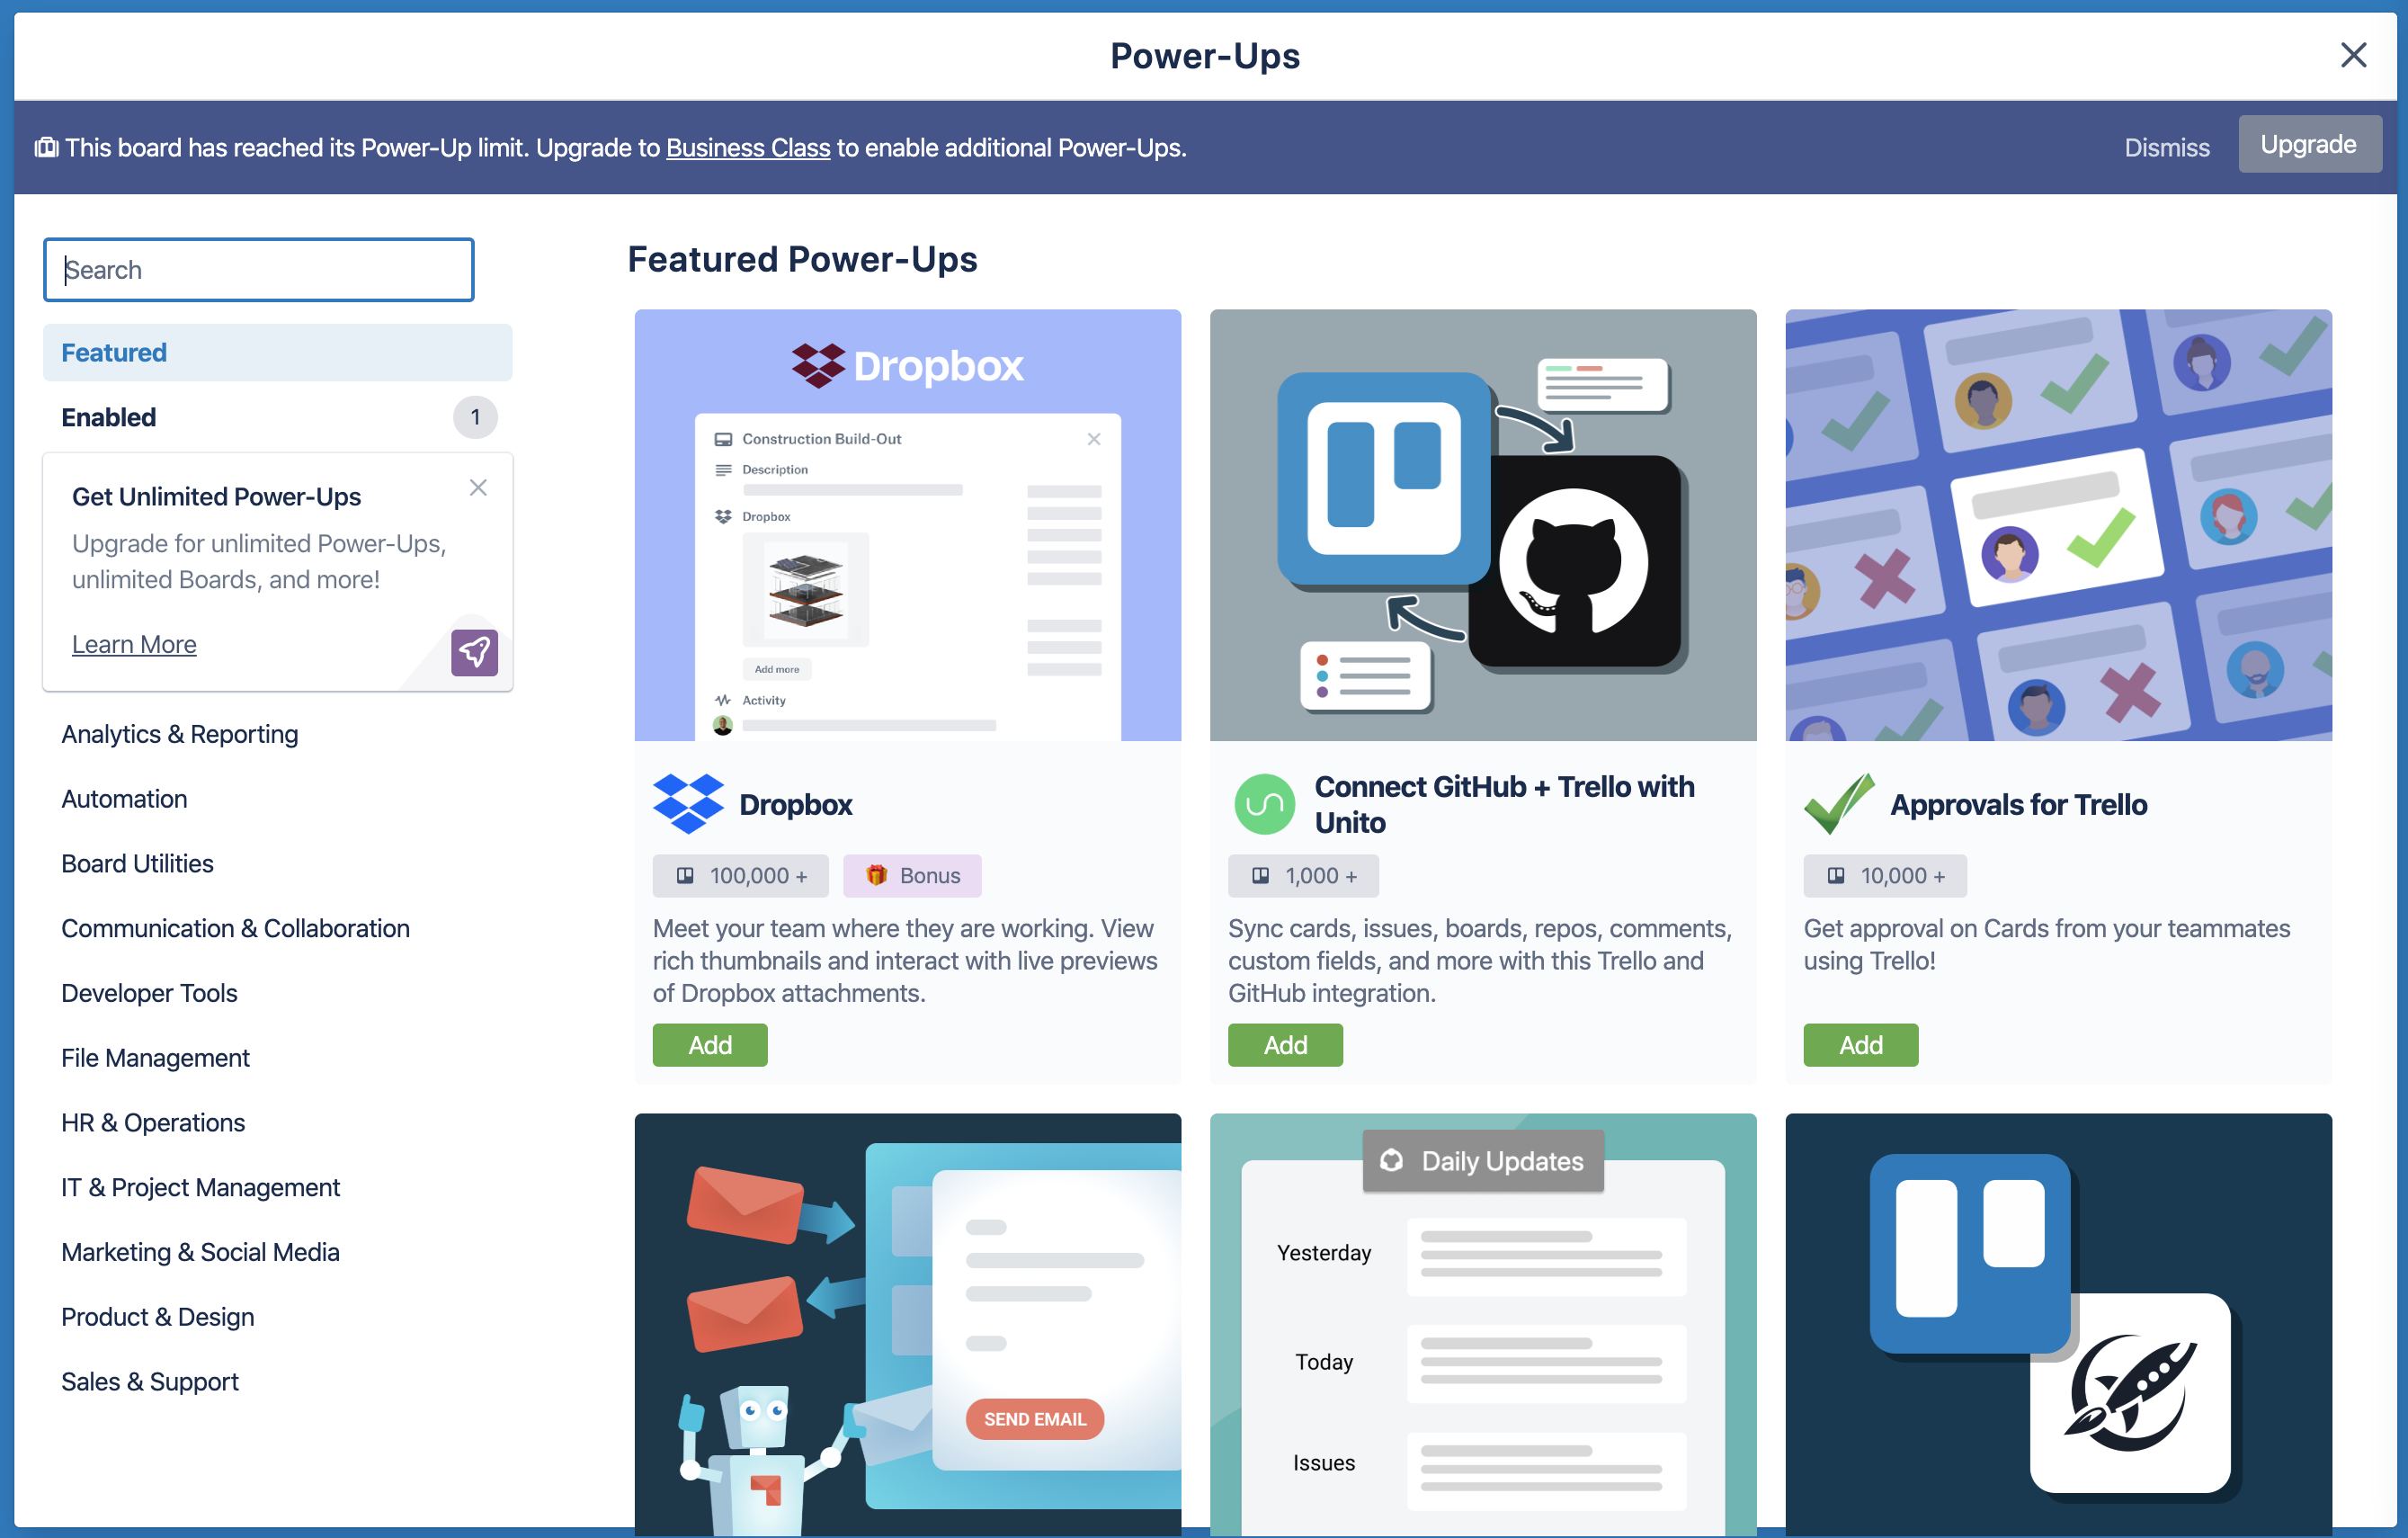 Power-Ups
This board has reached its Power-Up limit. Upgrade to Business Class to enable additional Power-Ups.
Dismiss
Upgrade
Search
Featured
Enabled
1
Get Unlimited Power-Ups
Upgrade for unlimited Power-Ups,
unlimited Boards, and more!
Learn More
Analytics & Reporting
Automation
Board Utilities
Communication & Collaboration
Developer Tools
File Management
HR & Operations
IT & Project Management
Marketing & Social Media
Product & Design
Sales & Support
Featured Power-Ups
Dropbox
Construction Build-Out
Description
Dropbox
Add more
Activity
Dropbox
100,000 +
Bonus
Meet your team where they are working. View
rich thumbnails and interact with live previews
of Dropbox attachments.
Add
Connect GitHub + Trello with
Unito
1,000 +
Sync cards, issues, boards, repos, comments,
custom fields, and more with this Trello and
GitHub integration.
Add
Approvals for Trello
10,000 +
Get approval on Cards from your teammates
using Trello!
Add
SEND EMAIL
Daily Updates
Yesterday
Today
Issues